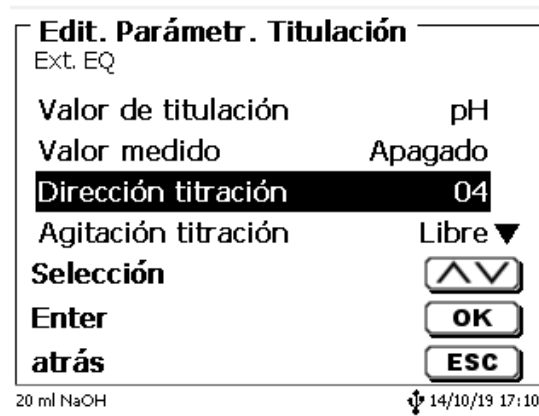 Edit. Parámetr. Titulación
Ext. EQ
Valor de titulación pH
Valor medido Apagado
Dirección titración 04
Agitación titración Libre▼
Selección
Enter OK
atrás ESC
20 ml NaOH 14/10/19 17:10